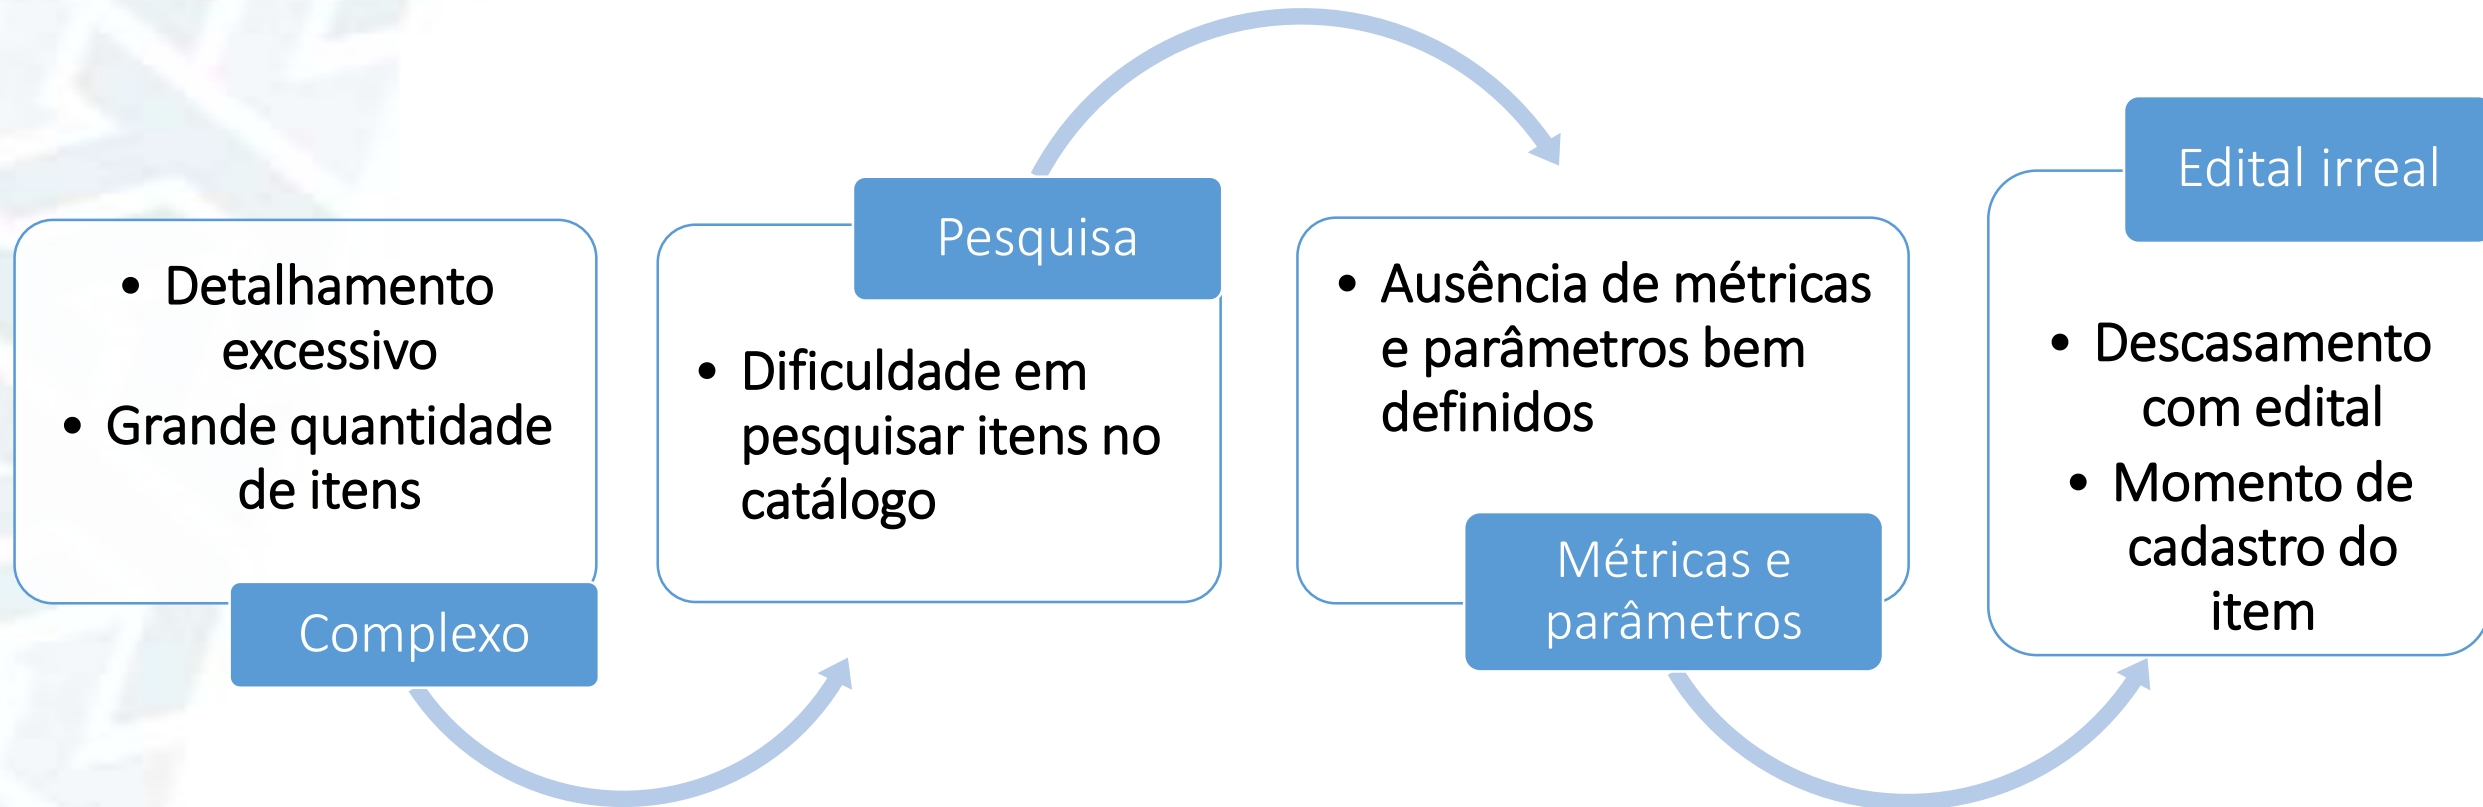 • Detalhamento
excessivo
• Grande quantidade
de itens
Complexo
Pesquisa
• Dificuldade em
pesquisar itens no
catálogo
• Ausência de métricas
e parâmetros bem
definidos
Métricas e
parâmetros
Edital irreal
• Descasamento
com edital
• Momento de
cadastro do
item